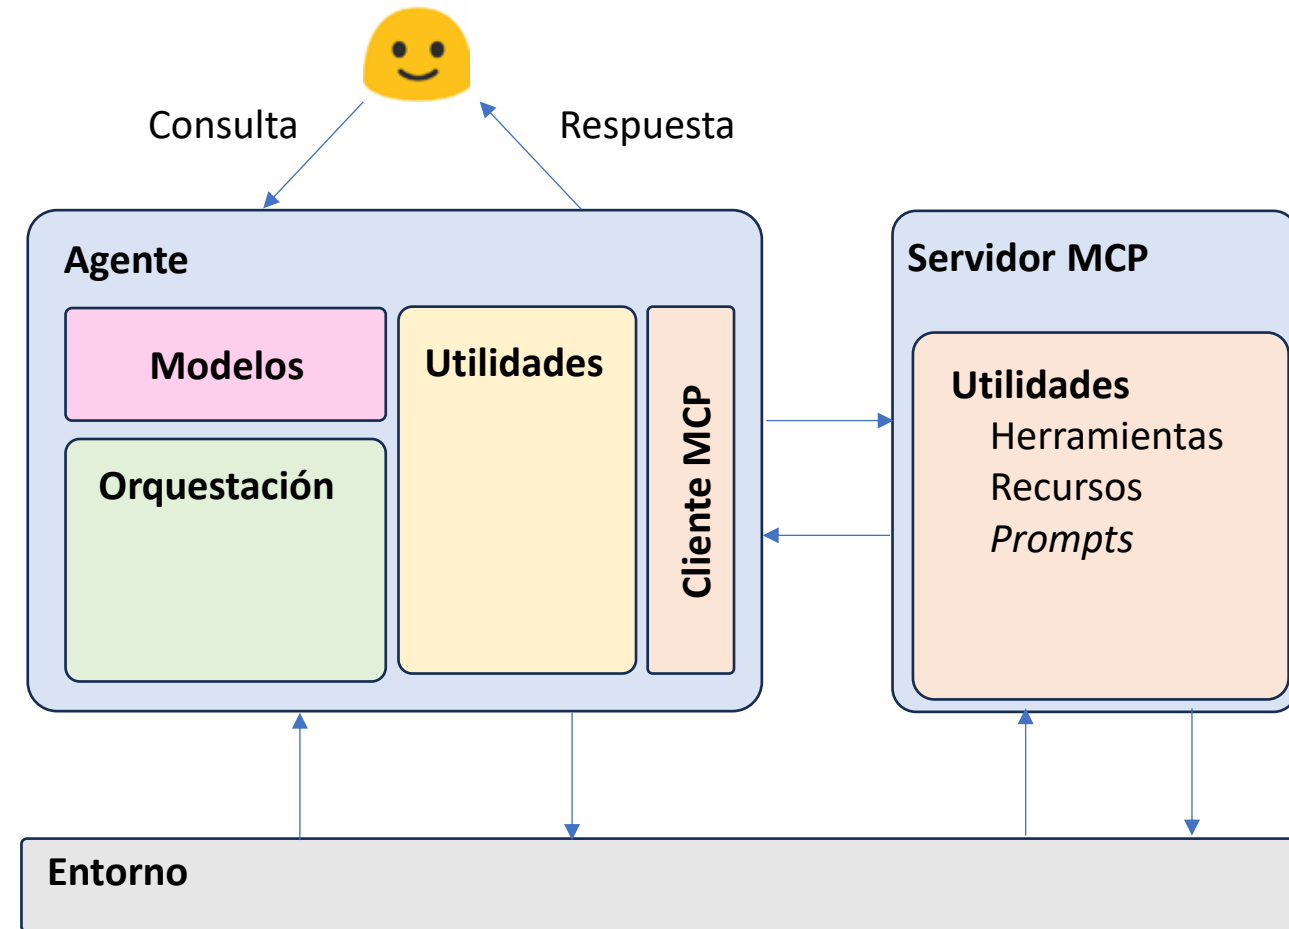 Consulta
Respuesta
Agente
Modelos
Orquestación
Utilidades
Cliente MCP
Servidor MCP
Utilidades
Herramientas
Recursos
Prompts
Entorno